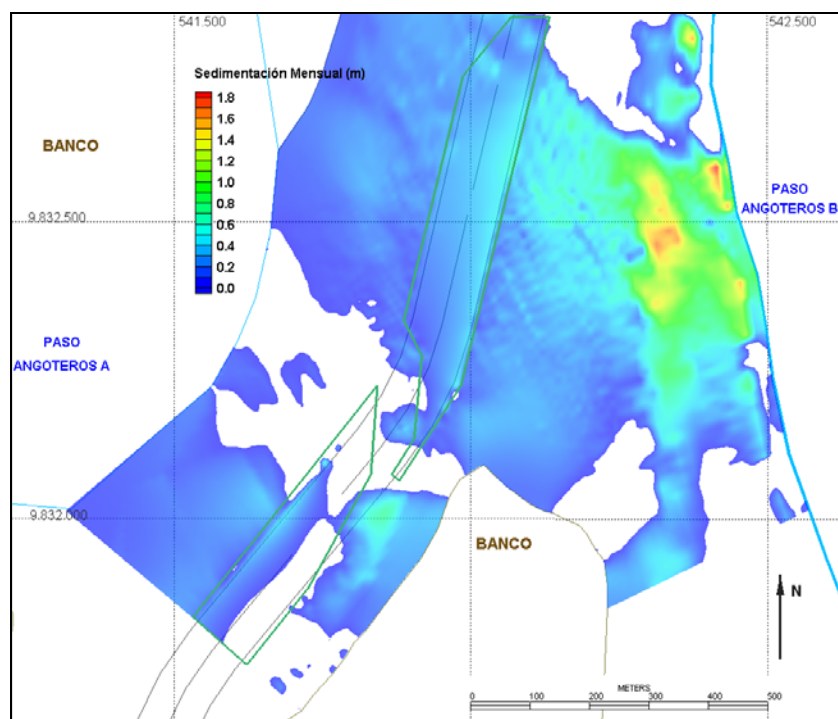 541.500
542.500
Sedimentación Mensual (m)
1.8
1.6
1.4
1.2
1.0
0.8
0.6
0.4
0.2
0.0
BANCO
PASO
ANGOTEROS B
9.832.500
PASO
ANGOTEROS A
9.832.000
BANCO
N
METERS
0
100
200
300
400
500